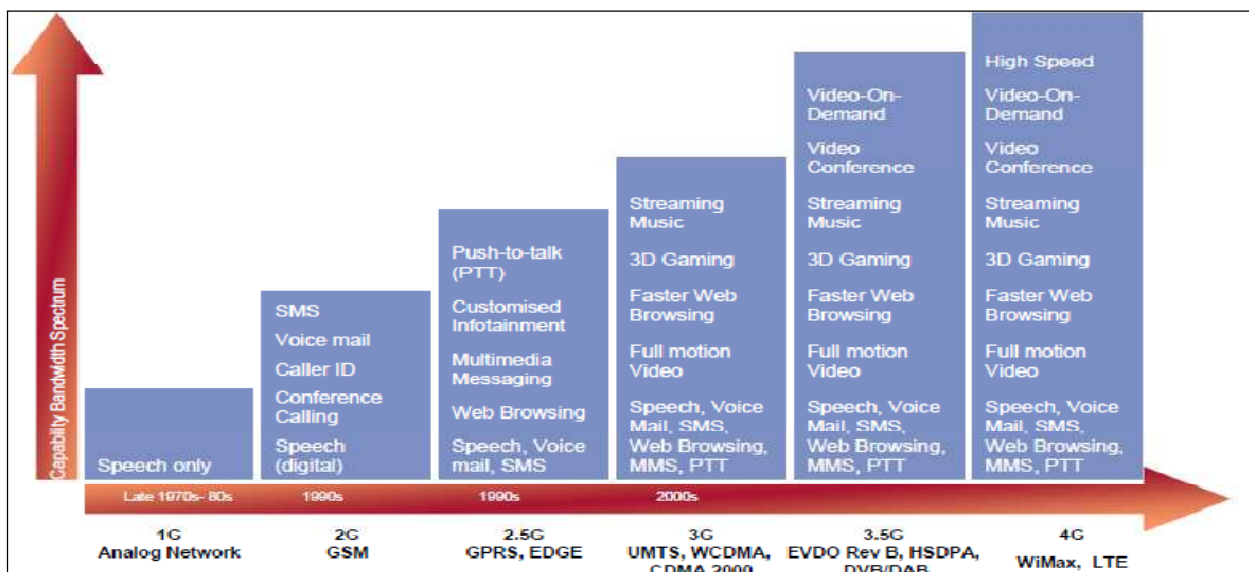 Capability Bandwidth Spectrum
Speech only
SMS
Voice mail
Caller ID
Conference
Calling
Speech
(digital)
Push-to-talk
(PTT)
Customised
Infotainment
Multimedia
Messaging
Web Browsing
Speech, Voice
mail, SMS
Streaming
Music
3D Gaming
Faster Web
Browsing
Full motion
Video
Speech, Voice
Mail, SMS,
Web Browsing,
MMS, PTT
Video-On-
Demand
Video
Conference
Streaming
Music
3D Gaming
Faster Web
Browsing
Full motion
Video
Speech, Voice
Mail, SMS,
Web Browsing,
MMS, PTT
High Speed
Video-On-
Demand
Video
Conference
Streaming
Music
3D Gaming
Faster Web
Browsing
Full motion
Video
Speech, Voice
Mail, SMS,
Web Browsing,
MMS, PTT
Late 1970s- 80s
1990s
1990s
2000s
1G
Analog Network
2G
GSM
2.5G
GPRS, EDGE
3G
UMTS, WCDMA,
CDMA 2000
3.5G
EVDO Rev B, HSDPA,
DVB/DAB
4G
WiMax, LTE